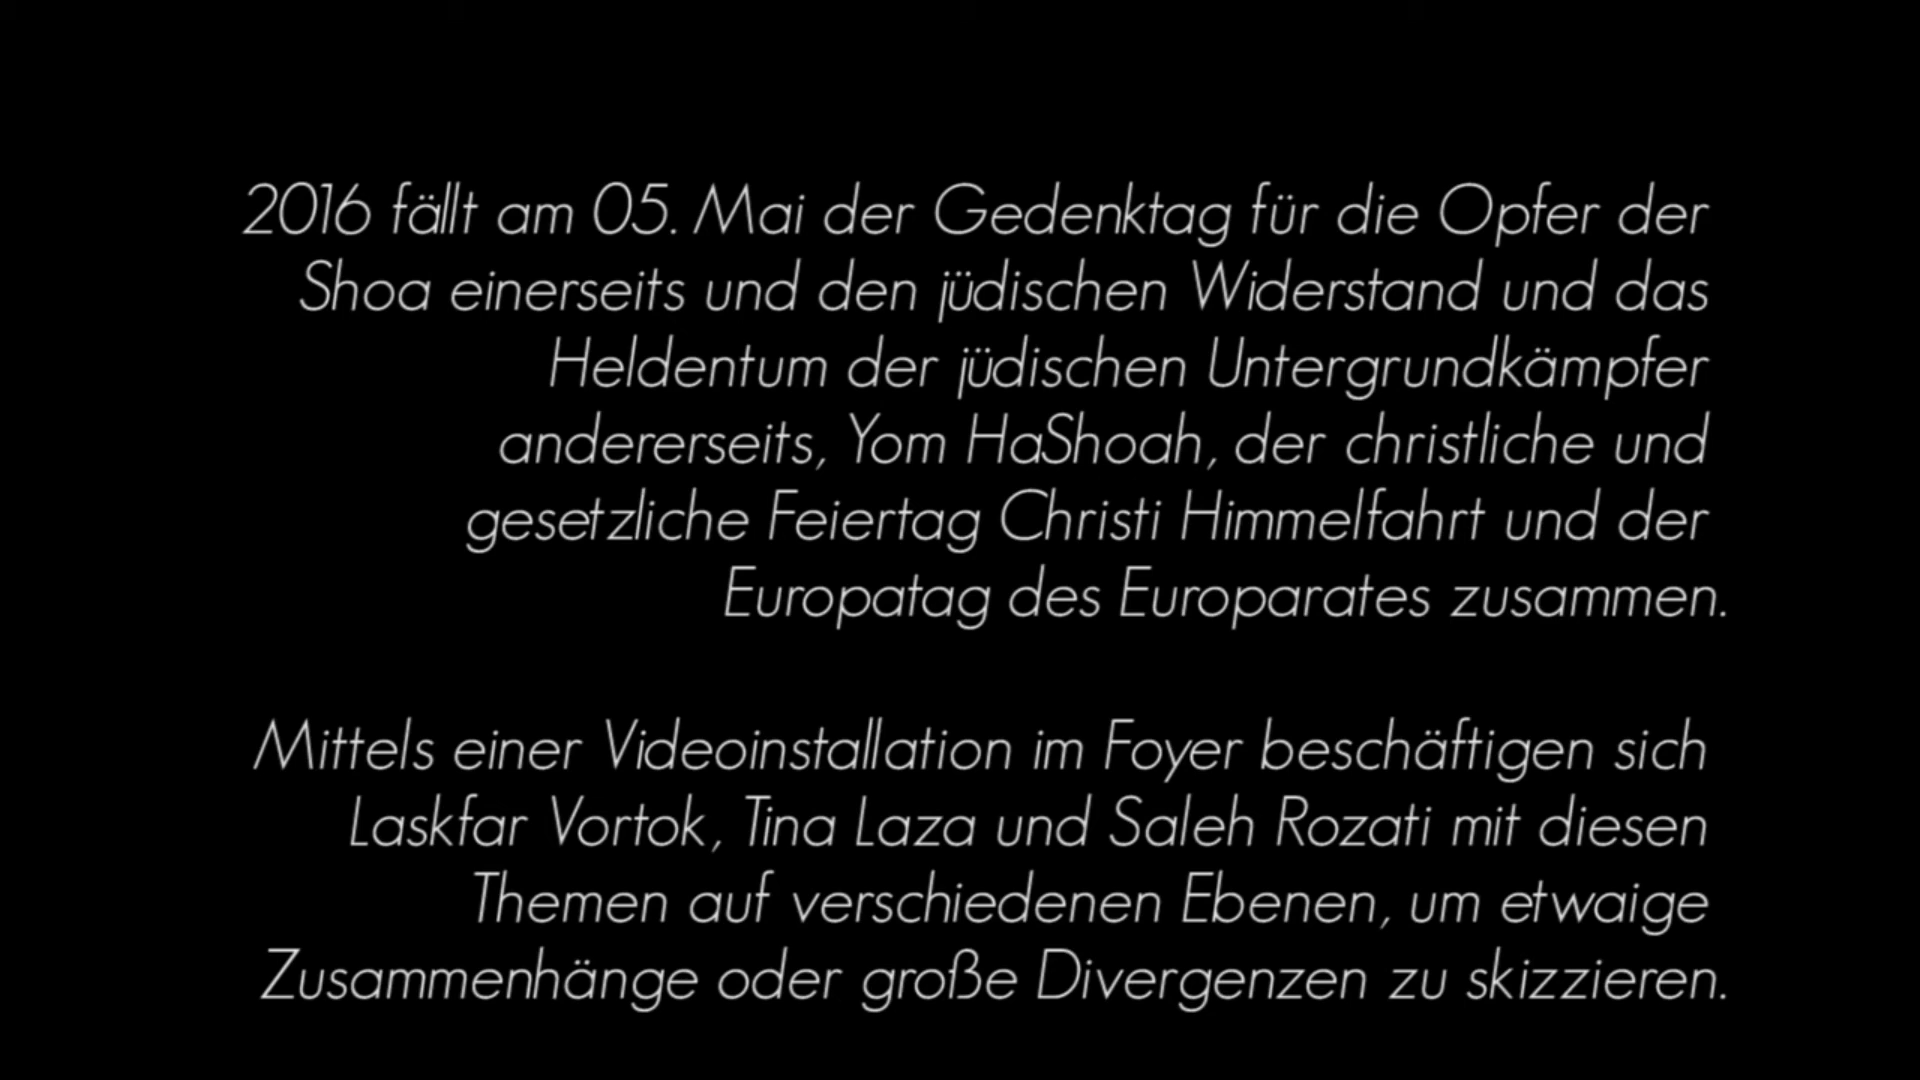 2016 fällt am 05. Mai der Gedenktag für die Opfer der
Shoa einerseits und den jüdischen Widerstand und das
Heldentum der jüdischen Untergrundkämpfer
andererseits, Yom HaShoah, der christliche und
gesetzliche Feiertag Christi Himmelfahrt und der
Europatag des Europarates zusammen.
Mittels einer Videoinstallation im Foyer beschäftigen sich
Laskfar Vortok, Tina Laza und Saleh Rozati mit diesen
Themen auf verschiedenen Ebenen, um etwaige
Zusammenhänge oder große Divergenzen zu skizzieren.